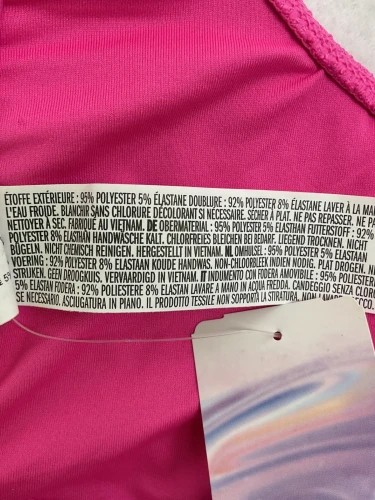 ÉTOFFE EXTÉRIEURE : 95% POLYESTER 5% ÉLASTANE DOUBLURE : 92% POLYESTER 8% ÉLASTANE LAVER À LA MAI
L'EAU FROIDE. BLANCHIR SANS CHLORURE DÉCOLORANT SI NÉCESSAIRE. SÉCHER À PLAT. NE PAS REPASSER. NE
NETTOYER À SEC. FABRIQUÉ AU VIETNAM. DE OBERMATERIAL : 95% POLYESTER 5% ELASTHAN FUTTERSTOFF : 92%
POLYESTER 8% ELASTHAN HANDWÄSCHE KALT. CHLORFREIES BLEICHEN BEI BEDARF. LIEGEND TROCKNEN. NICHT
BÜGELN. NICHT CHEMISCH REINIGEN. HERGESTELLT IN VIETNAM. NL OMHULSEL : 95% POLYESTER 5% ELASTAAN
VOERING : 92% POLYESTER 8% ELASTAAN KOUDE HANDWAS. NON-CHLOORBLEEK INDIEN NODIG. PLAT DROGEN. NI
STRIJKEN. GEEN DROOGKUIS. VERVAARDIGD IN VIETNAM. IT INDUMENTO CON FODERA AMOVIBILE : 95% POLIESTERE
5% ELASTAN FODERA : 92% POLIESTERE 8% ELASTAN LAVARE A MANO IN ACQUA FREDDA. CANDEGGIO SENZA CLORO
SE NECESSARIO. ASCIUGATURA IN PIANO. IL PRODOTTO TESSILE NON SUPPORTA LA STIRATURA. NON LAVARE